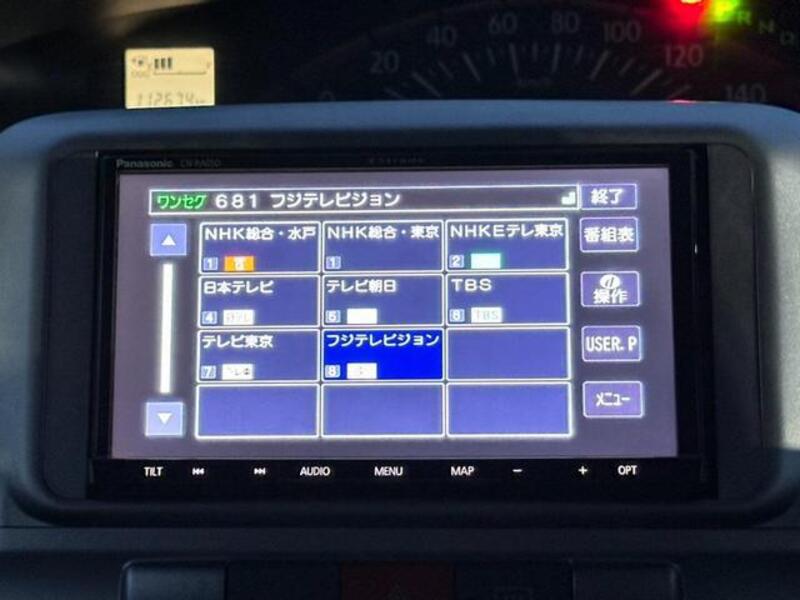 20 40 60 80 100 120 140
R N D
Panasonic
ワンセグ 681 フジテレビジョン
終了
NHK総合・水戸 NHK総合・東京 NHKEテレ東京
1 1 2
番組表
日本テレビ テレビ朝日 TBS
4 日テレ 5 6 TBS
操作
テレビ東京 フジテレビジョン
7 8
USER.P
メニュー
TILT AUDIO MENU MAP − + OPT